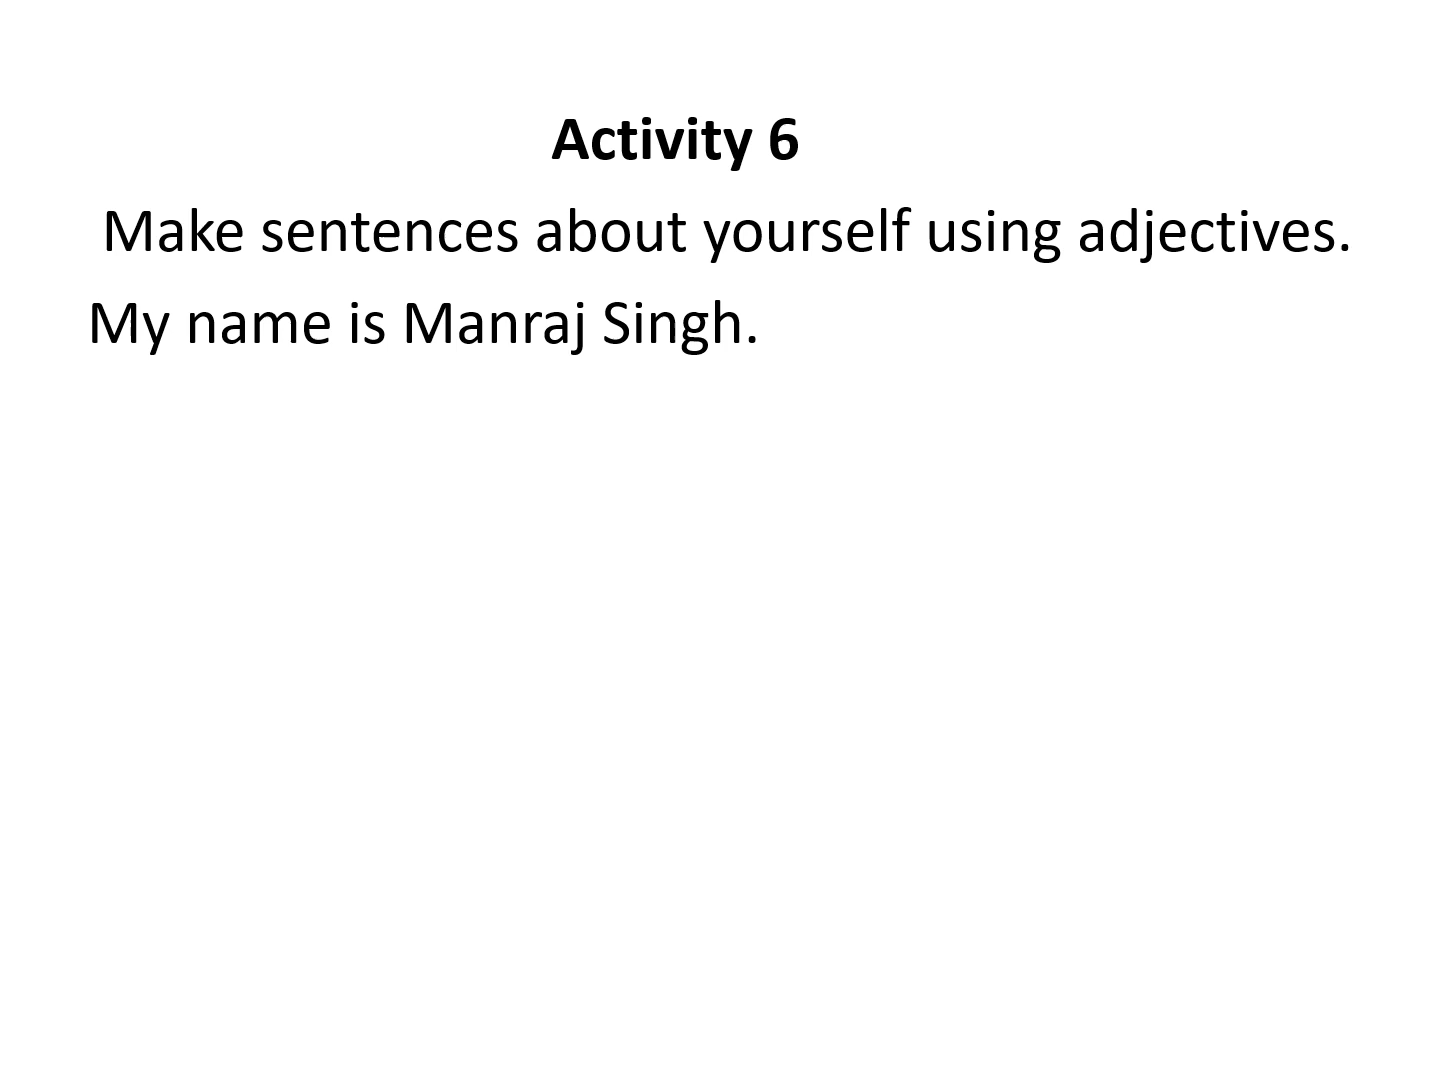 Activity 6
Make sentences about yourself using adjectives.
My name is Manraj Singh.